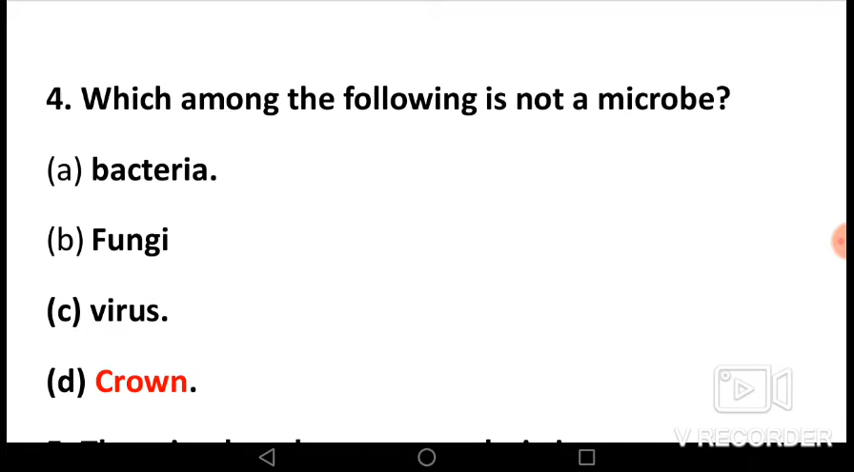 4. Which among the following is not a microbe?
(a) bacteria.
(b) Fungi
(c) virus.
(d) Crown.
V RECORDER